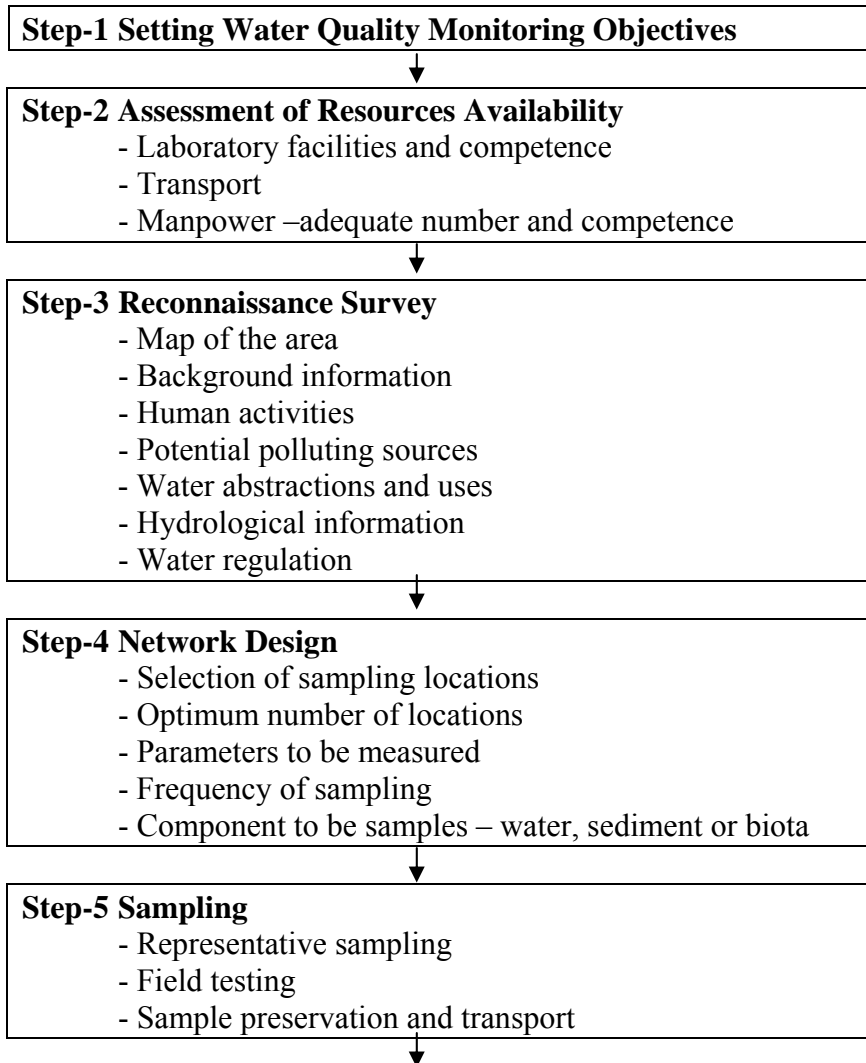 Step-1 Setting Water Quality Monitoring Objectives
Step-2 Assessment of Resources Availability
- Laboratory facilities and competence
- Transport
- Manpower –adequate number and competence
Step-3 Reconnaissance Survey
- Map of the area
- Background information
- Human activities
- Potential polluting sources
- Water abstractions and uses
- Hydrological information
- Water regulation
Step-4 Network Design
- Selection of sampling locations
- Optimum number of locations
- Parameters to be measured
- Frequency of sampling
- Component to be samples – water, sediment or biota
Step-5 Sampling
- Representative sampling
- Field testing
- Sample preservation and transport